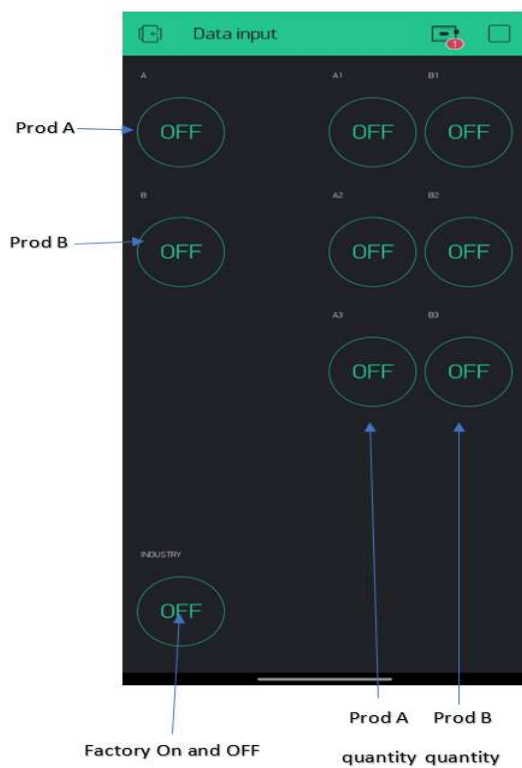 Data input
1
A A1 B1
Prod A OFF OFF OFF
B A2 B2
Prod B OFF OFF OFF
A3 B3
OFF OFF
INDUSTRY
OFF
Prod A Prod B
Factory On and OFF
quantity quantity